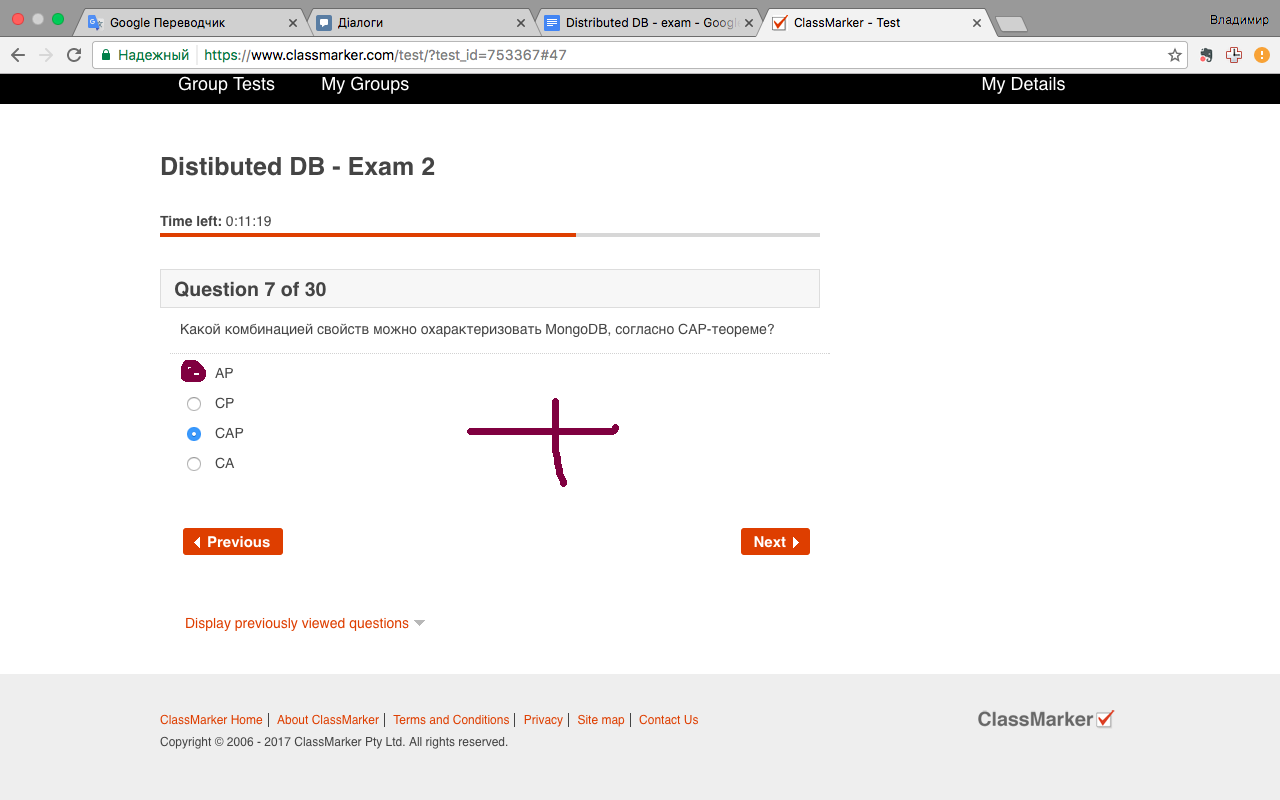 Google Переводчик
Діалоги
Distributed DB - exam - Googl
ClassMarker - Test
Владимир
Надежный
https://www.classmarker.com/test/?test_id=753367#47
Group Tests
My Groups
My Details
Distibuted DB - Exam 2
Time left: 0:11:19
Question 7 of 30
Какой комбинацией свойств можно охарактеризовать MongoDB, согласно CAP-теореме?
AP
CP
CAP
CA
Previous
Next
Display previously viewed questions
ClassMarker Home | About ClassMarker | Terms and Conditions | Privacy | Site map | Contact Us
ClassMarker
Copyright © 2006 - 2017 ClassMarker Pty Ltd. All rights reserved.